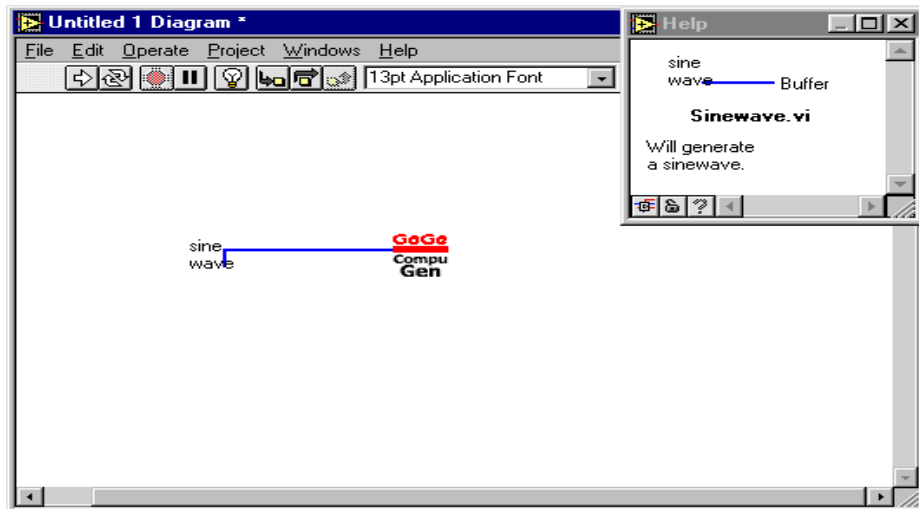 Untitled 1 Diagram *
File Edit Operate Project Windows Help
13pt Application Font
sine
wave
GaGe
Compu
Gen
Help
sine
wave
Buffer
Sinewave.vi
Will generate
a sinewave.
?